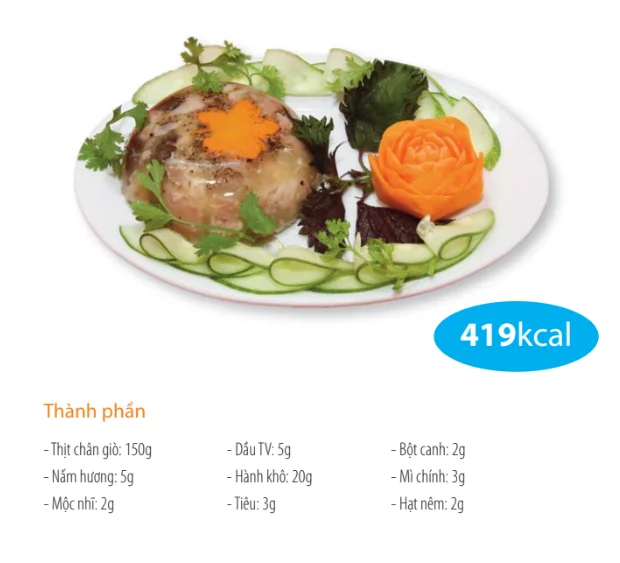 419kcal
Thành phần
- Thịt chân giò: 150g
- Nấm hương: 5g
- Mộc nhĩ: 2g
- Dầu TV: 5g
- Hành khô: 20g
- Tiêu: 3g
- Bột canh: 2g
- Mì chính: 3g
- Hạt nêm: 2g